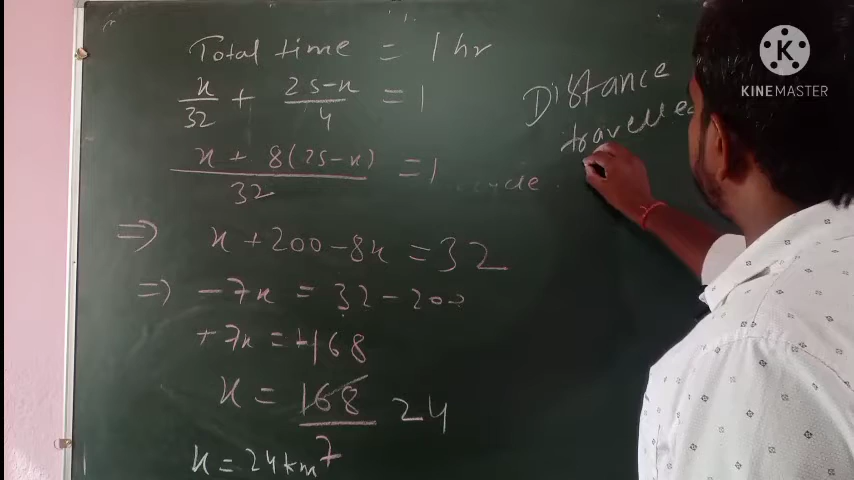 Total time = 1 hr
x/32 + 25-x/4 = 1
x + 8(25-x)/32 = 1
cycle.
⇒ x + 200 - 8x = 32
⇒ -7x = 32 - 200
+7x = +168
x = 168/7 24
x = 24 km
Distance
travelled
K
KINEMASTER